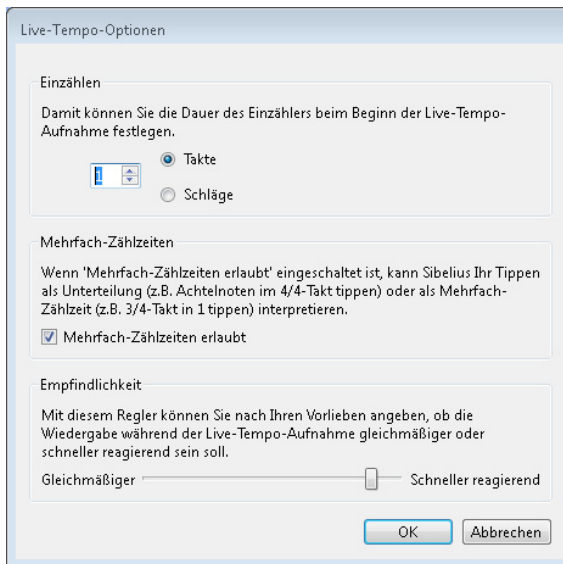 Live-Tempo-Optionen
Einzählen
Damit können Sie die Dauer des Einzählers beim Beginn der Live-Tempo-
Aufnahme festlegen.
1
Takte
Schläge
Mehrfach-Zählzeiten
Wenn 'Mehrfach-Zählzeiten erlaubt' eingeschaltet ist, kann Sibelius Ihr Tippen
als Unterteilung (z.B. Achtelnoten im 4/4-Takt tippen) oder als Mehrfach-
Zählzeit (z.B. 3/4-Takt in 1 tippen) interpretieren.
Mehrfach-Zählzeiten erlaubt
Empfindlichkeit
Mit diesem Regler können Sie nach Ihren Vorlieben angeben, ob die
Wiedergabe während der Live-Tempo-Aufnahme gleichmäßiger oder
schneller reagierend sein soll.
Gleichmäßiger Schneller reagierend
OK Abbrechen